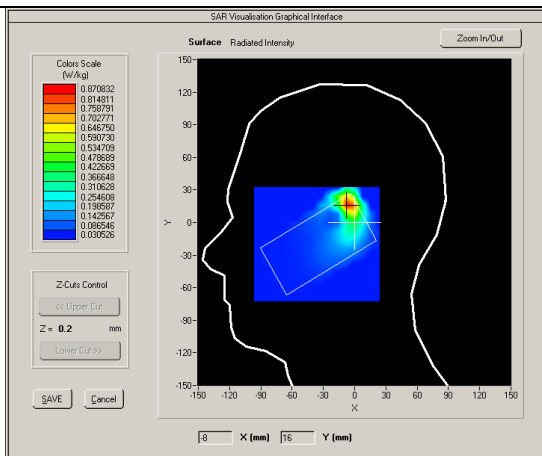 SAR Visualisation Graphical Interface
Surface Radiated Intensity
Zoom In/Out
Colors Scale
(W/kg)
0.870832
0.814811
0.758791
0.702771
0.646750
0.590730
0.534709
0.478689
0.422669
0.366648
0.310628
0.254608
0.198587
0.142567
0.086546
0.030526
Z-Cuts Control
<< Upper Cut
Z = 0.2 mm
Lower Cut >>
SAVE Cancel
150
120
90
60
30
0
-30
-60
-90
-120
-150
Y
-150 -120 -90 -60 -30 0 30 60 90 120 150
X
-8 X (mm) 16 Y (mm)